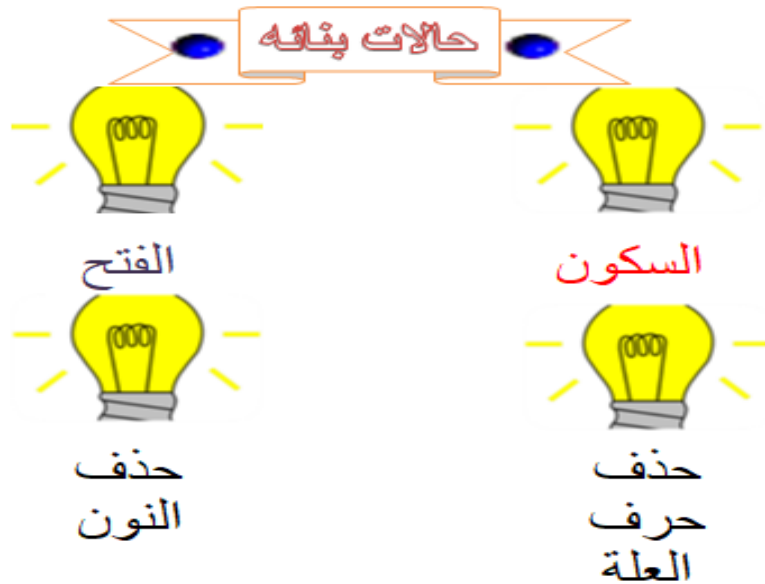 حالات بنائه
السكون
الفتح
حذف
حرف
العلة
حذف
النون